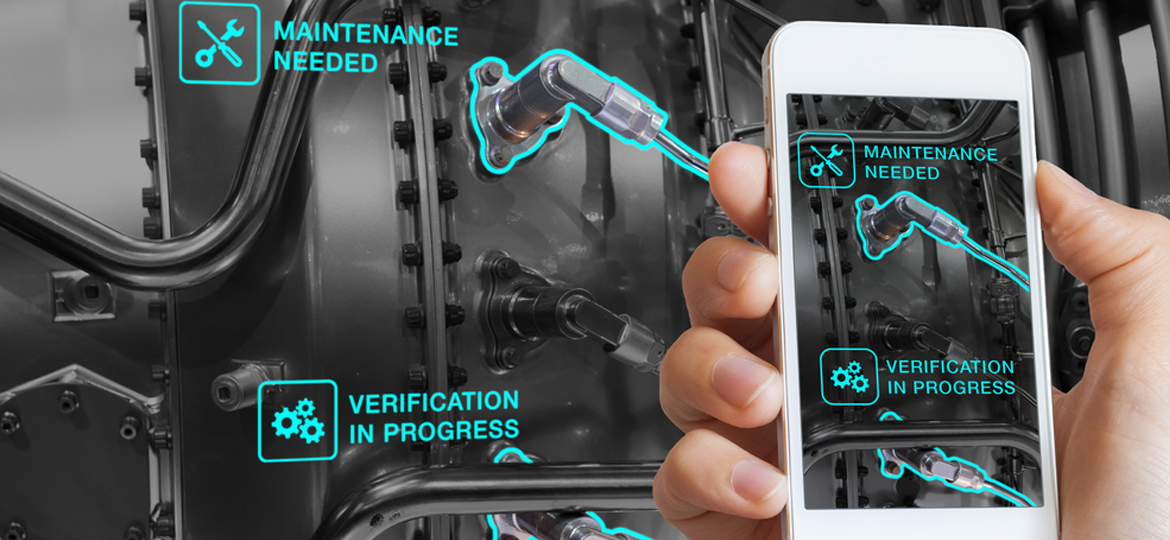 MAINTENANCE
NEEDED
VERIFICATION
IN PROGRESS
MAINTENANCE
NEEDED
VERIFICATION
IN PROGRESS